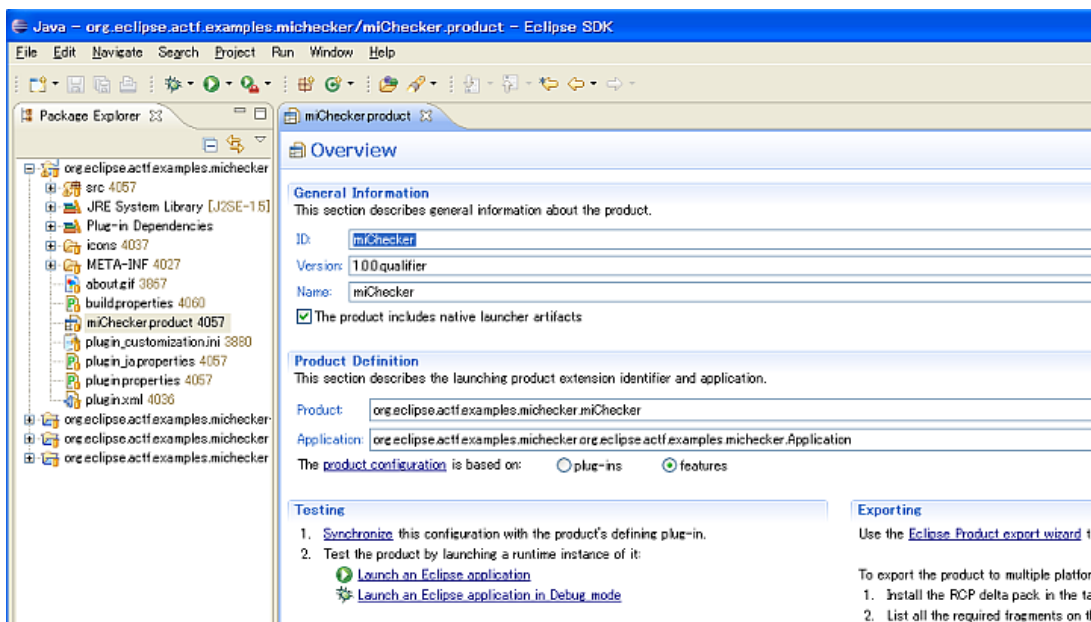 Java - org.eclipse.actf.examples.michecker/miChecker.product - Eclipse SDK
File Edit Navigate Search Project Run Window Help
Package Explorer
miChecker.product
Overview
org.eclipse.actf.examples.michecker
src 4057
JRE System Library [J2SE-1.5]
Plug-in Dependencies
icons 4037
META-INF 4027
about.gif 3857
build.properties 4060
miChecker.product 4057
plugin_customization.ini 3880
plugin_ja.properties 4057
plugin.properties 4057
plugin.xml 4036
org.eclipse.actf.examples.michecker-
org.eclipse.actf.examples.michecker
org.eclipse.actf.examples.michecker
General Information
This section describes general information about the product.
ID: miChecker
Version: 1.0.0.qualifier
Name: miChecker
The product includes native launcher artifacts
Product Definition
This section describes the launching product extension identifier and application.
Product: org.eclipse.actf.examples.michecker.miChecker
Application: org.eclipse.actf.examples.michecker.org.eclipse.actf.examples.michecker.Application
The product configuration is based on: plug-ins features
Testing
1. Synchronize this configuration with the product's defining plug-in.
2. Test the product by launching a runtime instance of it:
Launch an Eclipse application
Launch an Eclipse application in Debug mode
Exporting
Use the Eclipse Product export wizard t
To export the product to multiple platfor
1. Install the RCP delta pack in the ta
2. List all the required fragments on t